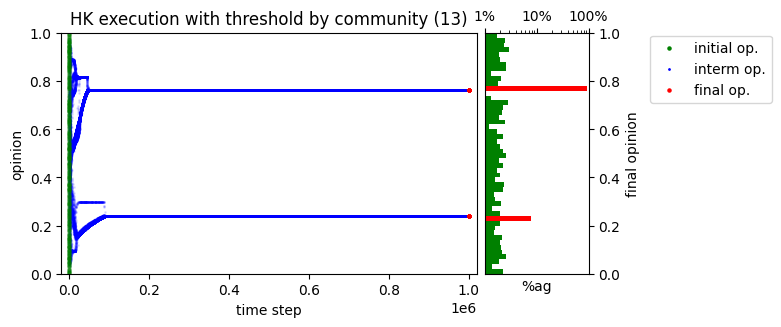 HK execution with threshold by community (13)
1% 10% 100%
1.0 1.0
0.8 0.8
0.6 0.6
0.4 0.4
0.2 0.2
0.0 0.0
opinion
final opinion
0.0 0.2 0.4 0.6 0.8 1.0
1e6
time step
%ag
initial op.
interm op.
final op.